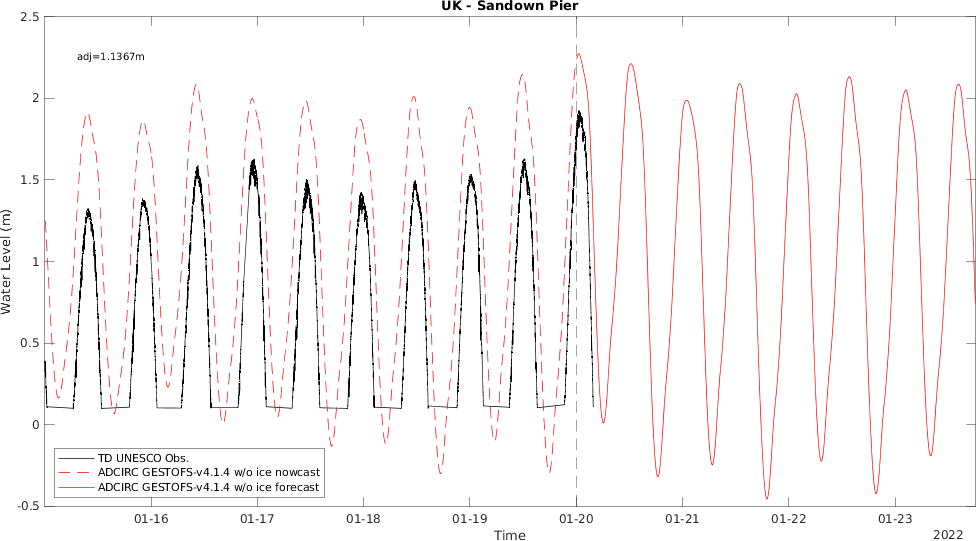 UK - Sandown Pier
adj=1.1367m
Water Level (m)
2.5
2
1.5
1
0.5
0
-0.5
TD UNESCO Obs.
ADCIRC GESTOFS-v4.1.4 w/o ice nowcast
ADCIRC GESTOFS-v4.1.4 w/o ice forecast
01-16 01-17 01-18 01-19 01-20 01-21 01-22 01-23
Time
2022